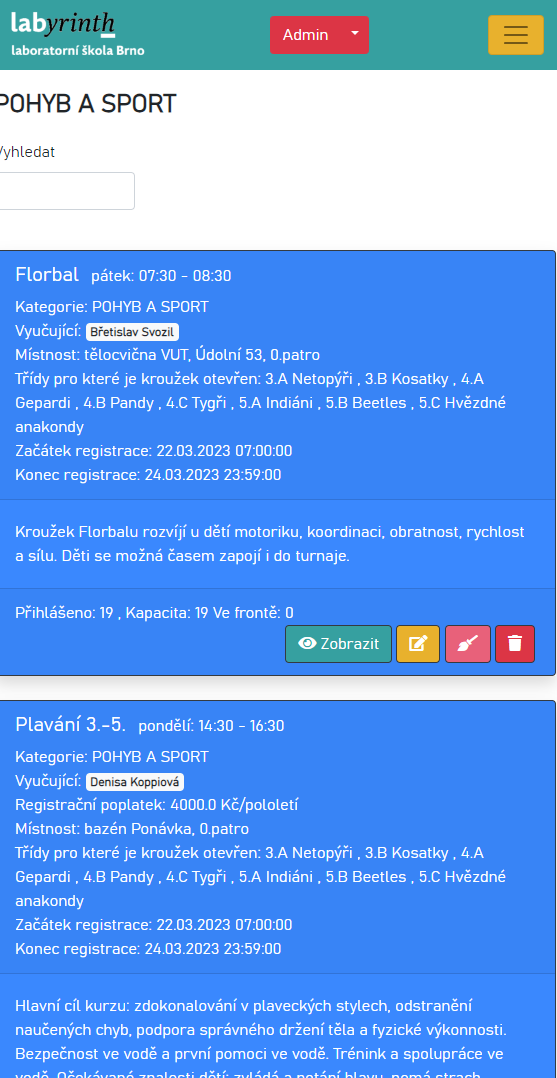 labyrinth
laboratorní škola Brno
Admin
POHYB A SPORT
Vyhledat
Florbal pátek: 07:30 - 08:30
Kategorie: POHYB A SPORT
Vyučující: Břetislav Svozil
Místnost: tělocvična VUT, Údolní 53, 0.patro
Třídy pro které je kroužek otevřen: 3.A Netopýři , 3.B Kosatky , 4.A
Gepardi , 4.B Pandy , 4.C Tygři , 5.A Indiáni , 5.B Beetles , 5.C Hvězdné
anakondy
Začátek registrace: 22.03.2023 07:00:00
Konec registrace: 24.03.2023 23:59:00
Kroužek Florbalu rozvíjí u dětí motoriku, koordinaci, obratnost, rychlost
a sílu. Děti se možná časem zapojí i do turnaje.
Přihlášeno: 19 , Kapacita: 19 Ve frontě: 0
Zobrazit
Plavání 3.-5. pondělí: 14:30 - 16:30
Kategorie: POHYB A SPORT
Vyučující: Denisa Koppiová
Registrační poplatek: 4000.0 Kč/pololetí
Místnost: bazén Ponávka, 0.patro
Třídy pro které je kroužek otevřen: 3.A Netopýři , 3.B Kosatky , 4.A
Gepardi , 4.B Pandy , 4.C Tygři , 5.A Indiáni , 5.B Beetles , 5.C Hvězdné
anakondy
Začátek registrace: 22.03.2023 07:00:00
Konec registrace: 24.03.2023 23:59:00
Hlavní cíl kurzu: zdokonalování v plaveckých stylech, odstranění
naučených chyb, podpora správného držení těla a fyzické výkonnosti.
Bezpečnost ve vodě a první pomoci ve vodě. Trénink a spolupráce ve
vodě. Očekávané znalosti dětí: zvládá a potání hlavu, nemá strach